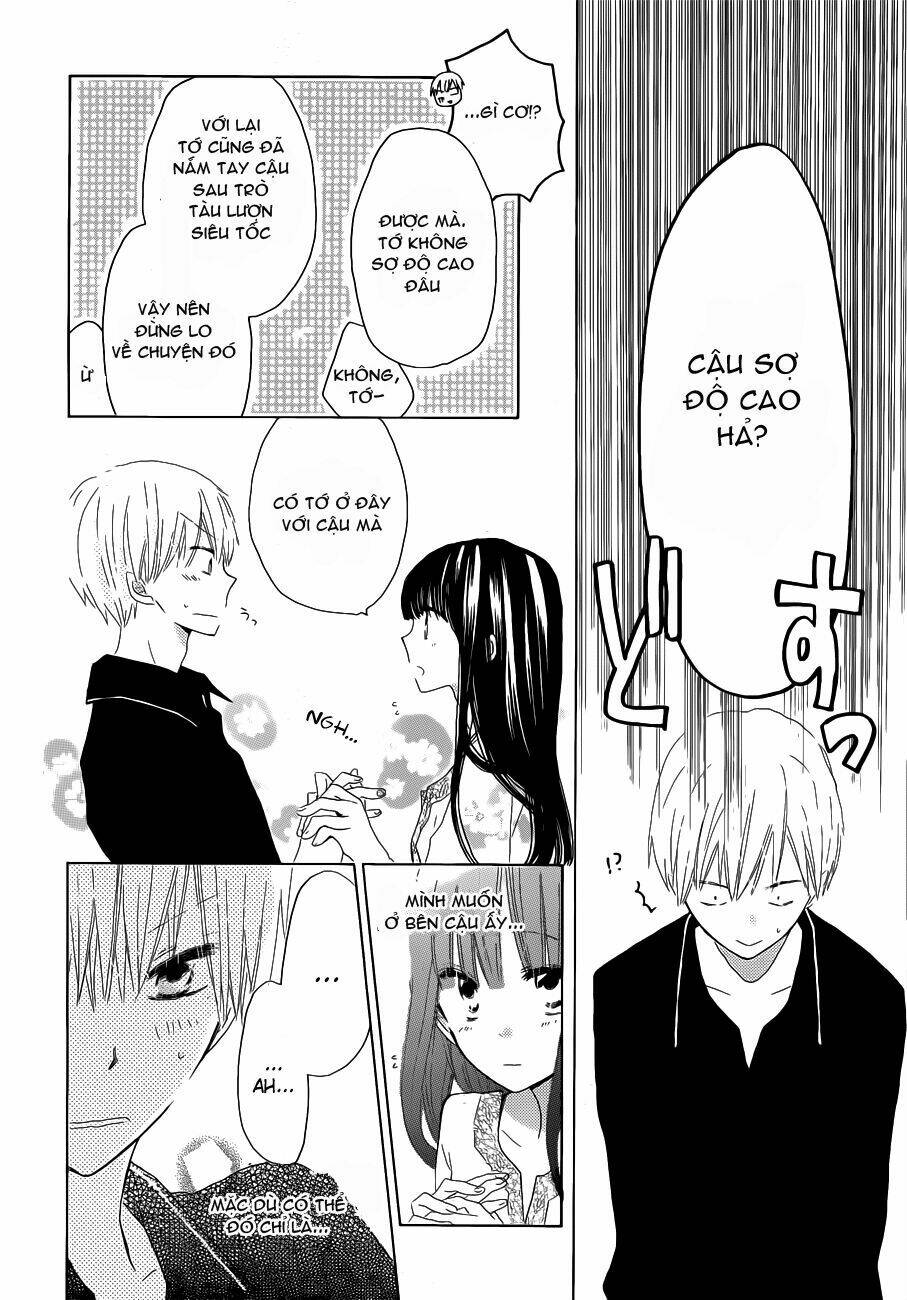 CẬU SỢ
ĐỘ CAO
HẢ?
どすっ
!?
...GÌ CƠ!?
ĐƯỢC MÀ.
TỚ KHÔNG
SỢ ĐỘ CAO
ĐÂU
KHÔNG,
TỚ-
VỚI LẠI
TỚ CŨNG ĐÃ
NẮM TAY CẬU
SAU TRÒ
TÀU LƯỢN
SIÊU TỐC
VẬY NÊN
ĐỪNG LO
VỀ CHUYỆN ĐÓ
Ừ
CÓ TỚ Ở ĐÂY
VỚI CẬU MÀ
NGH...
MÌNH MUỐN
Ở BÊN CẬU ẤY...
...
...
AH...
MẶC DÙ CÓ THỂ
ĐÓ CHỈ LÀ...